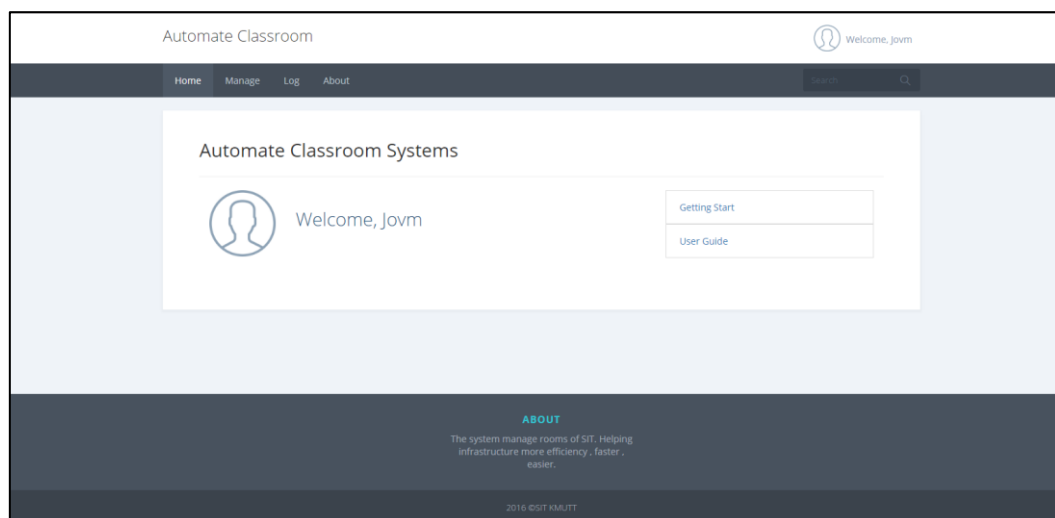 Automate Classroom
Welcome, Jovm
Home Manage Log About
Search
Automate Classroom Systems
Welcome, Jovm
Getting Start
User Guide
ABOUT
The system manage rooms of SIT. Helping
infrastructure more efficiency , faster ,
easier.
2016 ©SIT KMUTT